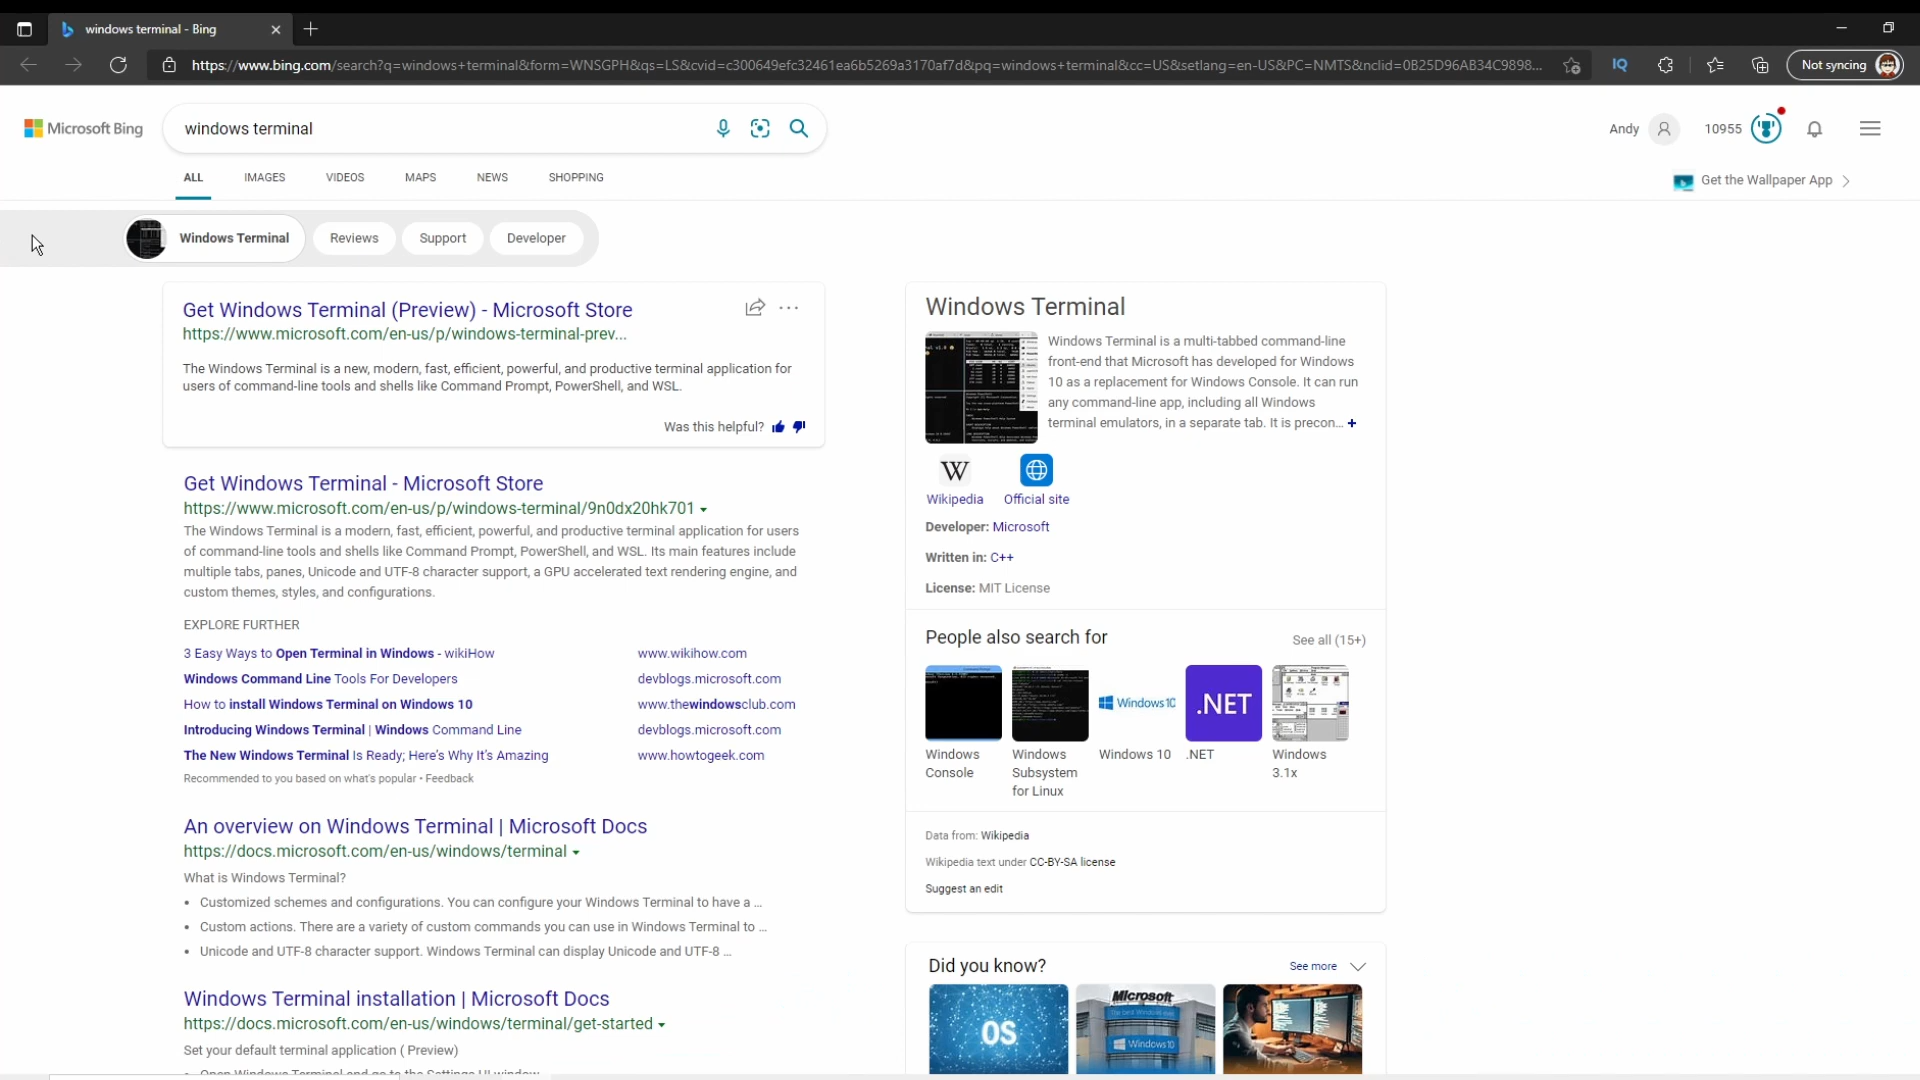 windows terminal - Bing
https://www.bing.com/search?q=windows+terminal&form=WNSGPH&qs=LS&cvid=c300649efc32461ea6b5269a3170af7d&pq=windows+terminal&cc=US&setlang=en-US&PC=NMTS&nclid=0B25D96AB34C9898...
IQ
Not syncing
Microsoft Bing
windows terminal
Andy
10955
ALL
IMAGES
VIDEOS
MAPS
NEWS
SHOPPING
Get the Wallpaper App
Windows Terminal
Reviews
Support
Developer
Get Windows Terminal (Preview) - Microsoft Store
https://www.microsoft.com/en-us/p/windows-terminal-prev...
The Windows Terminal is a new, modern, fast, efficient, powerful, and productive terminal application for
users of command-line tools and shells like Command Prompt, PowerShell, and WSL.
Was this helpful?
Get Windows Terminal - Microsoft Store
https://www.microsoft.com/en-us/p/windows-terminal/9n0dx20hk701
The Windows Terminal is a modern, fast, efficient, powerful, and productive terminal application for users
of command-line tools and shells like Command Prompt, PowerShell, and WSL. Its main features include
multiple tabs, panes, Unicode and UTF-8 character support, a GPU accelerated text rendering engine, and
custom themes, styles, and configurations.
EXPLORE FURTHER
3 Easy Ways to Open Terminal in Windows - wikiHow
www.wikihow.com
Windows Command Line Tools For Developers
devblogs.microsoft.com
How to install Windows Terminal on Windows 10
www.thewindowsclub.com
Introducing Windows Terminal | Windows Command Line
devblogs.microsoft.com
The New Windows Terminal Is Ready; Here's Why It's Amazing
www.howtogeek.com
Recommended to you based on what's popular • Feedback
An overview on Windows Terminal | Microsoft Docs
https://docs.microsoft.com/en-us/windows/terminal
What is Windows Terminal?
• Customized schemes and configurations. You can configure your Windows Terminal to have a ...
• Custom actions. There are a variety of custom commands you can use in Windows Terminal to ...
• Unicode and UTF-8 character support. Windows Terminal can display Unicode and UTF-8 ...
Windows Terminal installation | Microsoft Docs
https://docs.microsoft.com/en-us/windows/terminal/get-started
Set your default terminal application ( Preview)
Open Windows Terminal and go to the Settings UI window.
Windows Terminal
Windows Terminal is a multi-tabbed command-line
front-end that Microsoft has developed for Windows
10 as a replacement for Windows Console. It can run
any command-line app, including all Windows
terminal emulators, in a separate tab. It is precon... +
W
Wikipedia
Official site
Developer: Microsoft
Written in: C++
License: MIT License
People also search for
See all (15+)
Windows 10
.NET
Windows
Console
Windows
Subsystem
for Linux
Windows 10
.NET
Windows
3.1x
Data from: Wikipedia
Wikipedia text under CC-BY-SA license
Suggest an edit
Did you know?
See more
OS
Microsoft
Windows 10